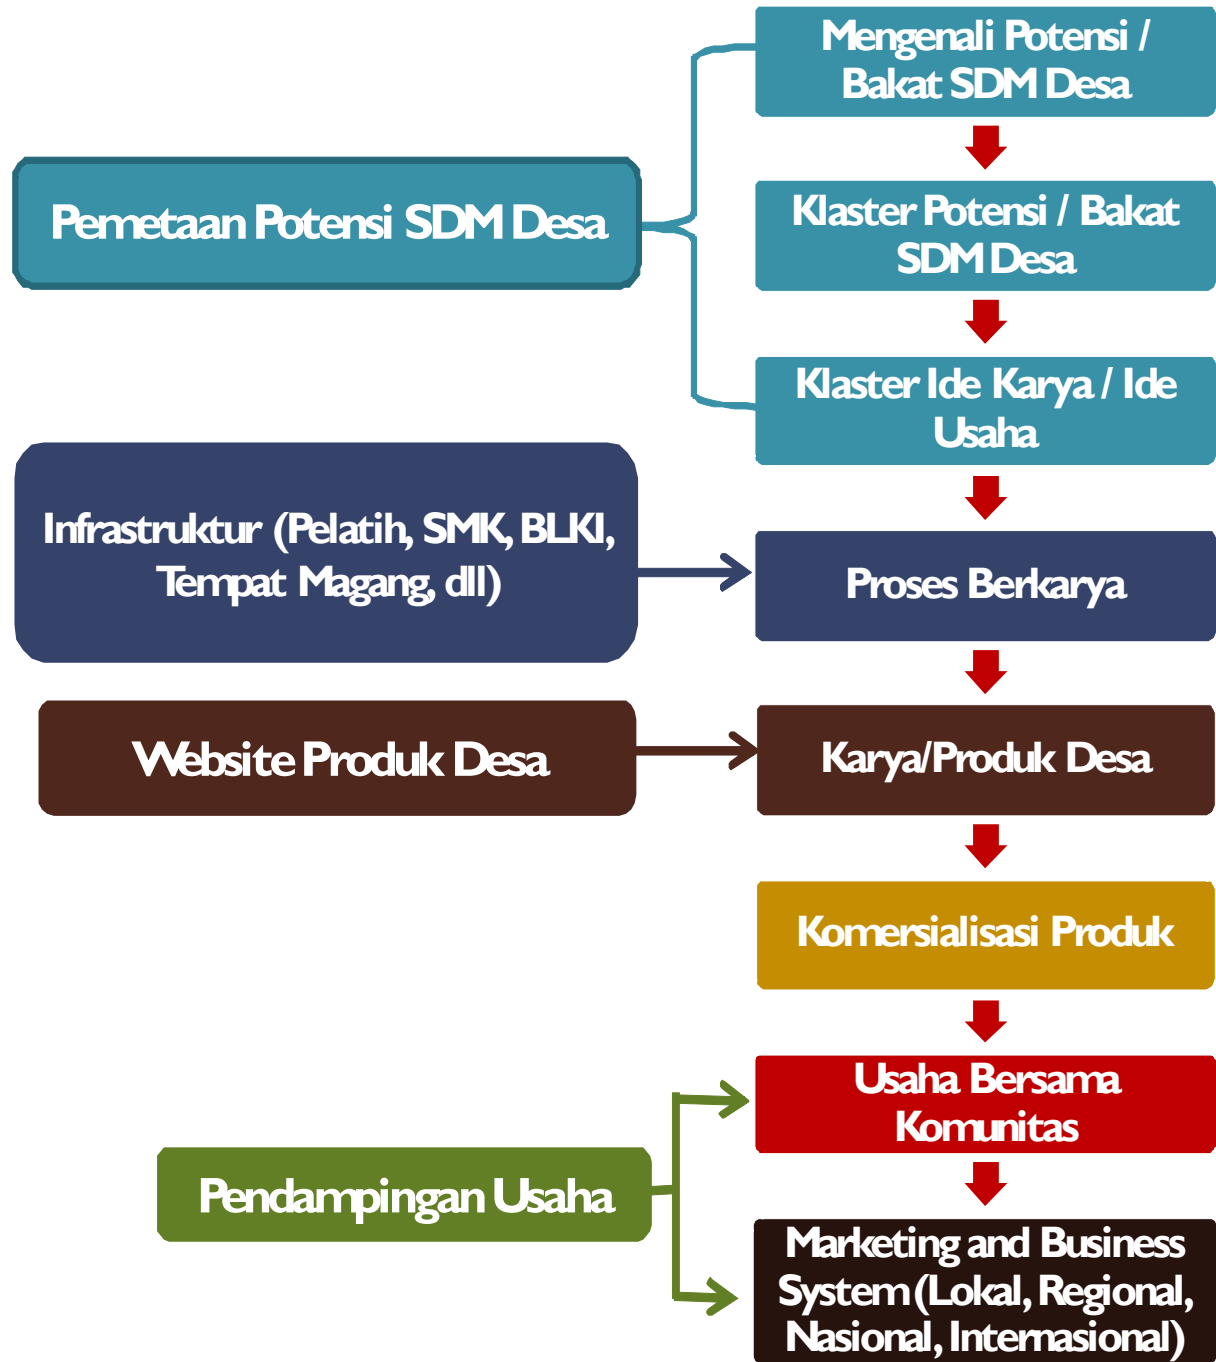 Mengenali Potensi /
Bakat SDM Desa
Pemetaan Potensi SDM Desa
Klaster Potensi / Bakat
SDM Desa
Klaster Ide Karya / Ide
Usaha
Infrastruktur (Pelatih, SMK, BLKI,
Tempat Magang, dll)
Proses Berkarya
Website Produk Desa
Karya/Produk Desa
Komersialisasi Produk
Usaha Bersama
Komunitas
Pendampingan Usaha
Marketing and Business
System (Lokal, Regional,
Nasional, Internasional)